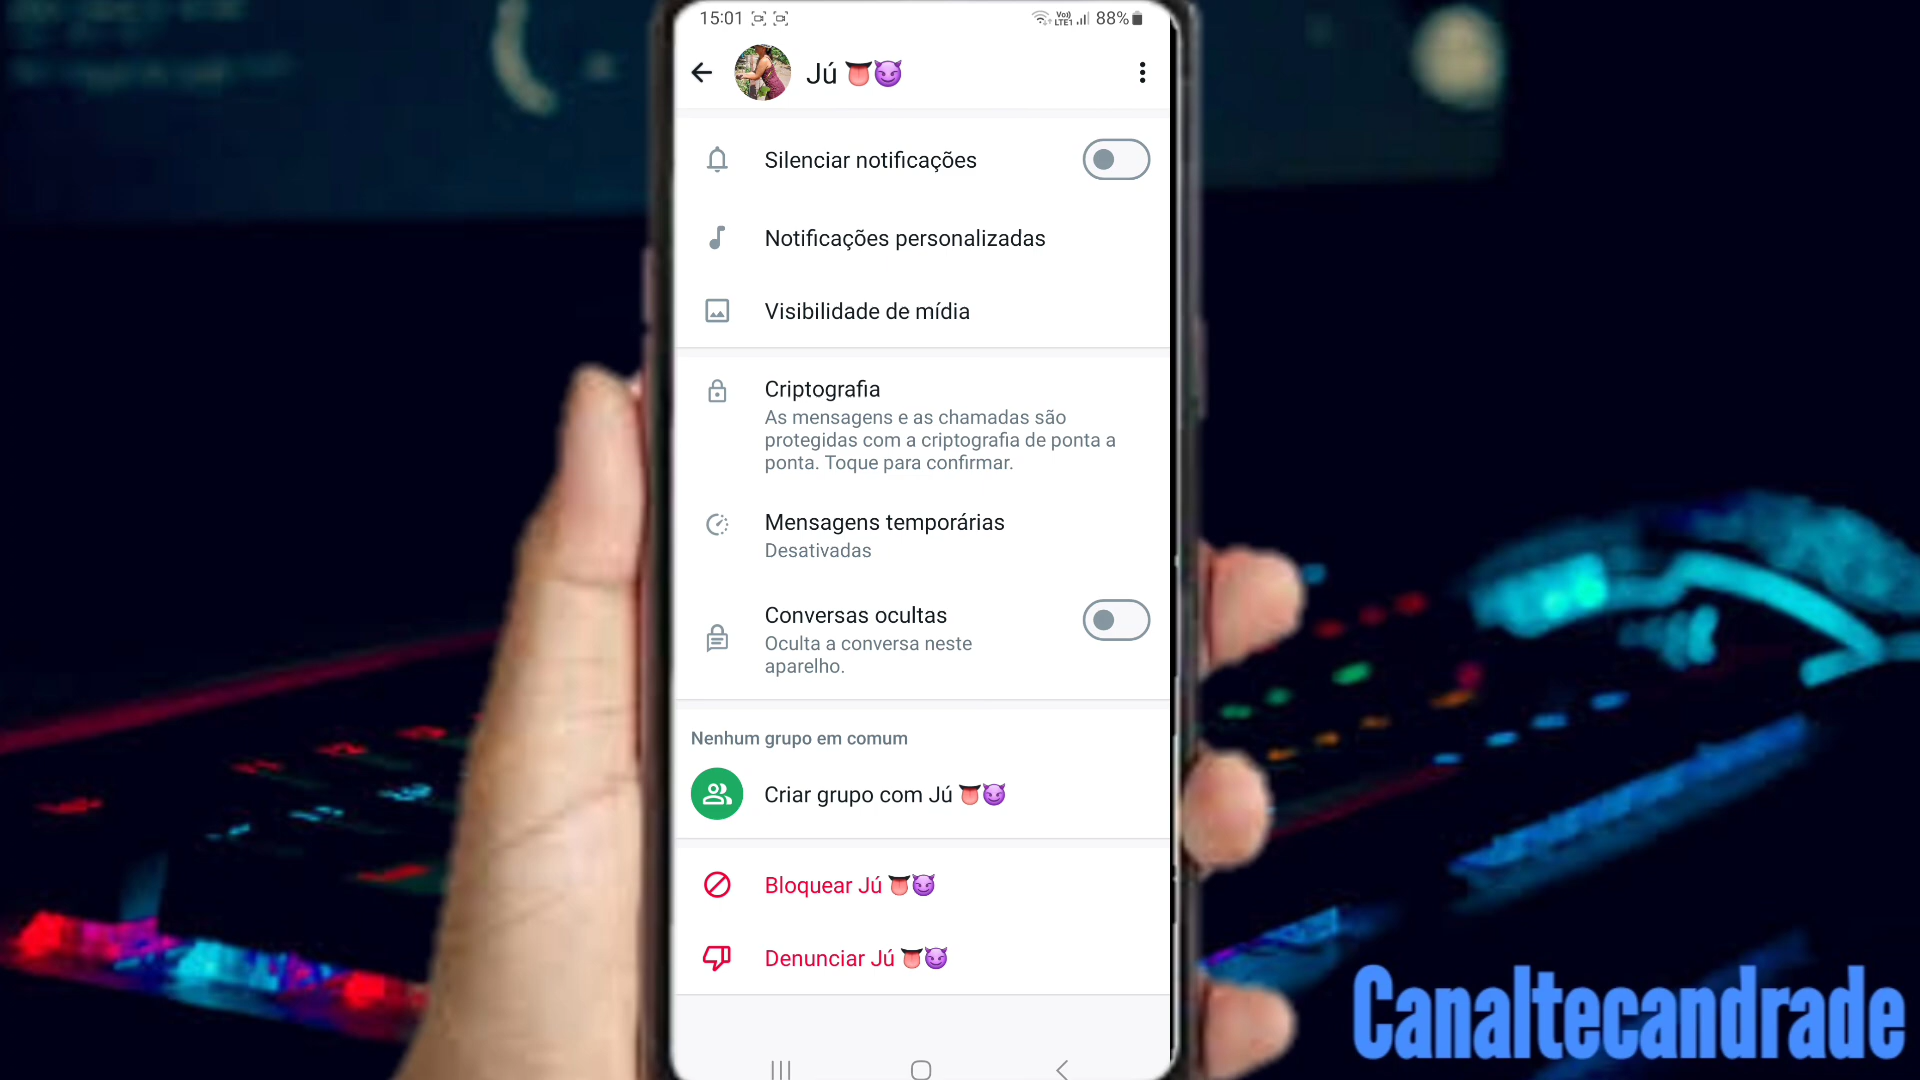 15:01 Vo) LTE1 88%
Jú 👅😈
Silenciar notificações
Notificações personalizadas
Visibilidade de mídia
Criptografia
As mensagens e as chamadas são
protegidas com a criptografia de ponta a
ponta. Toque para confirmar.
Mensagens temporárias
Desativadas
Conversas ocultas
Oculta a conversa neste
aparelho.
Nenhum grupo em comum
Criar grupo com Jú 👅😈
Bloquear Jú 👅😈
Denunciar Jú 👅😈
Canaltecandrade